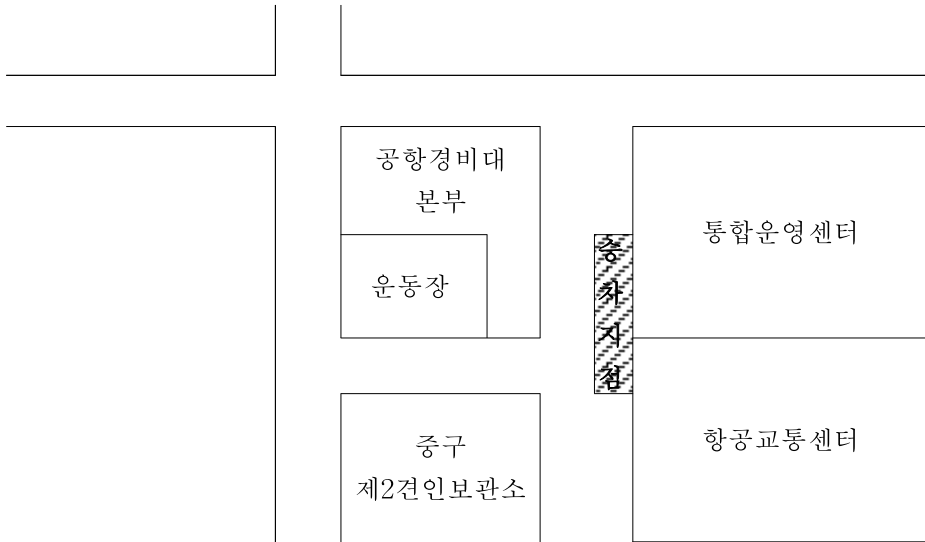 공항경비대
본부
운동장
통합운영센터
승차지점
중구
제2견인보관소
항공교통센터